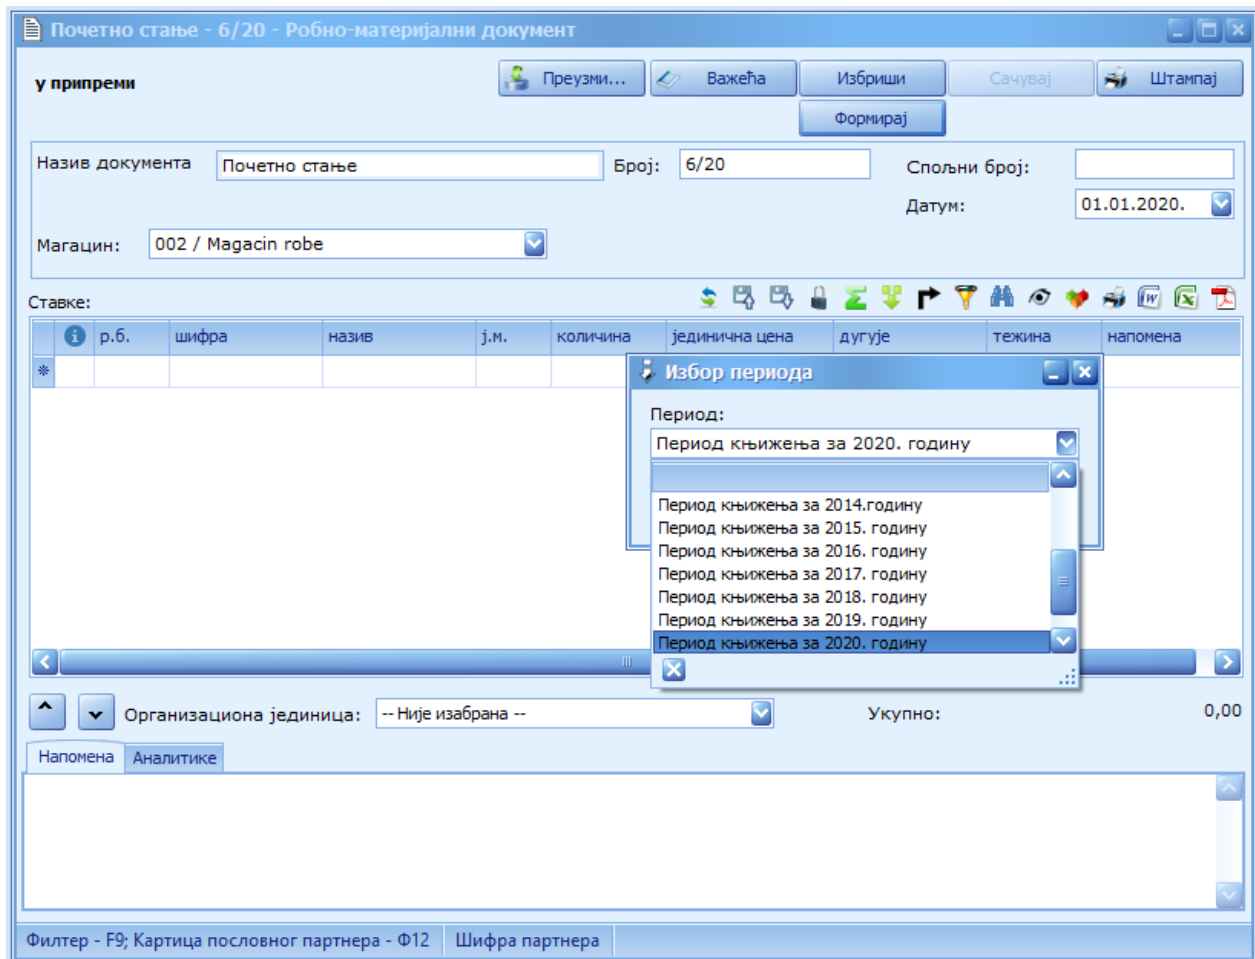 Почетно стање - 6/20 - Робно-материјални документ
у припреми
Преузми... Важећа Избриши Сачувај Штампај
Формирај
Назив документа Почетно стање Број: 6/20 Спољни број:
Датум: 01.01.2020.
Магацин: 002 / Magacin robe
Ставке:
р.б. шифра назив ј.м. количина јединична цена дугује тежина напомена
Избор периода
Период:
Период књижења за 2020. годину
Период књижења за 2014.годину
Период књижења за 2015. годину
Период књижења за 2016. годину
Период књижења за 2017. годину
Период књижења за 2018. годину
Период књижења за 2019. годину
Период књижења за 2020. годину
Организациона јединица: -- Није изабрана -- Укупно: 0,00
Напомена Аналитике
Филтер - F9; Картица пословног партнера - Ф12 Шифра партнера